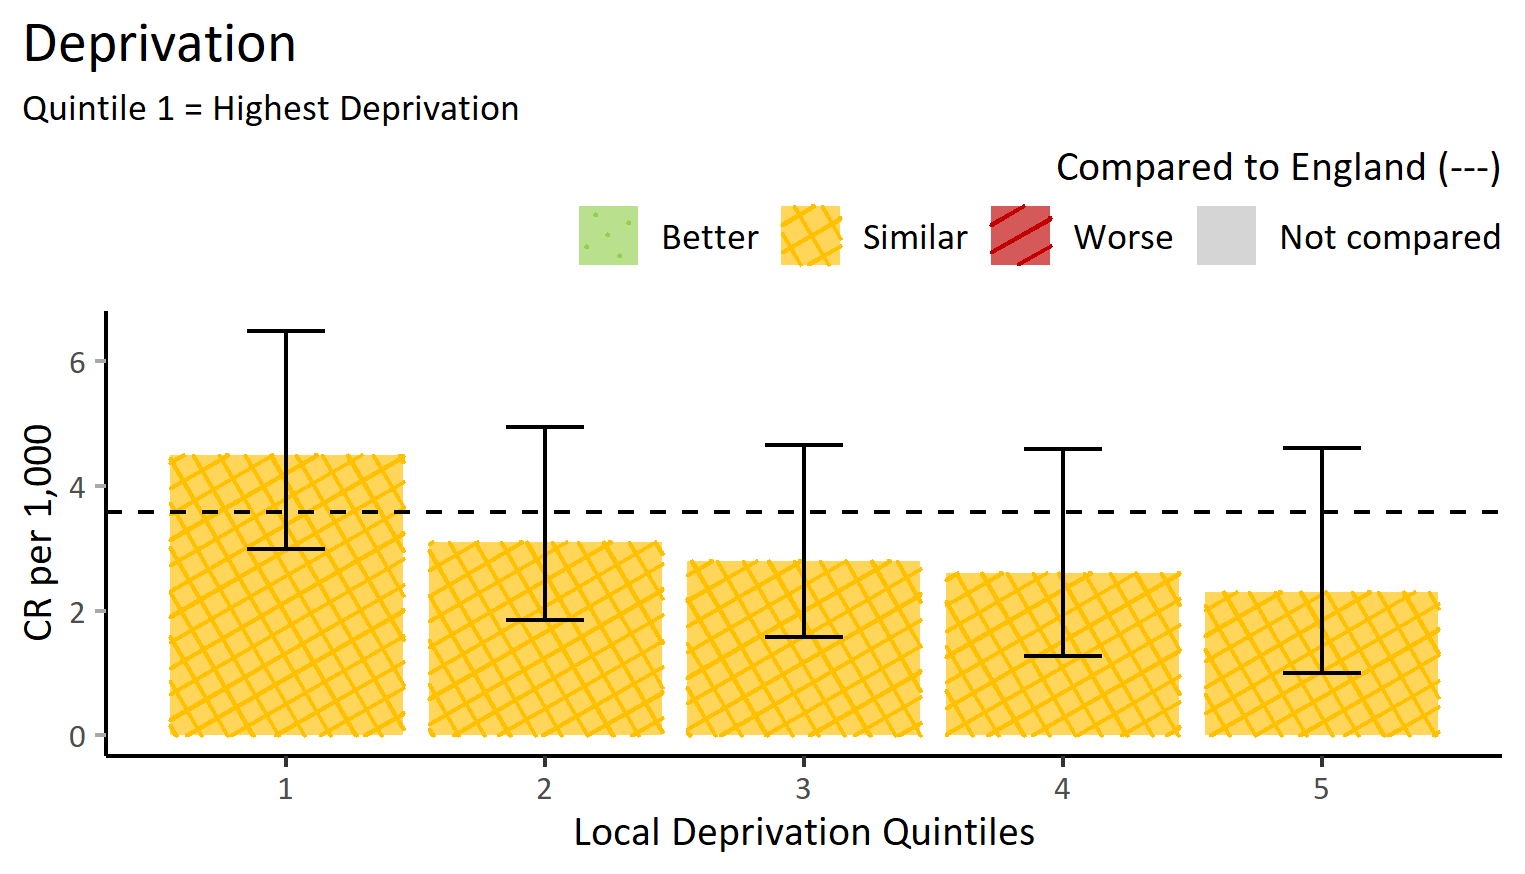 Deprivation
Quintile 1 = Highest Deprivation
Compared to England (---)
Better Similar Worse Not compared
CR per 1,000
6
4
2
0
1 2 3 4 5
Local Deprivation Quintiles